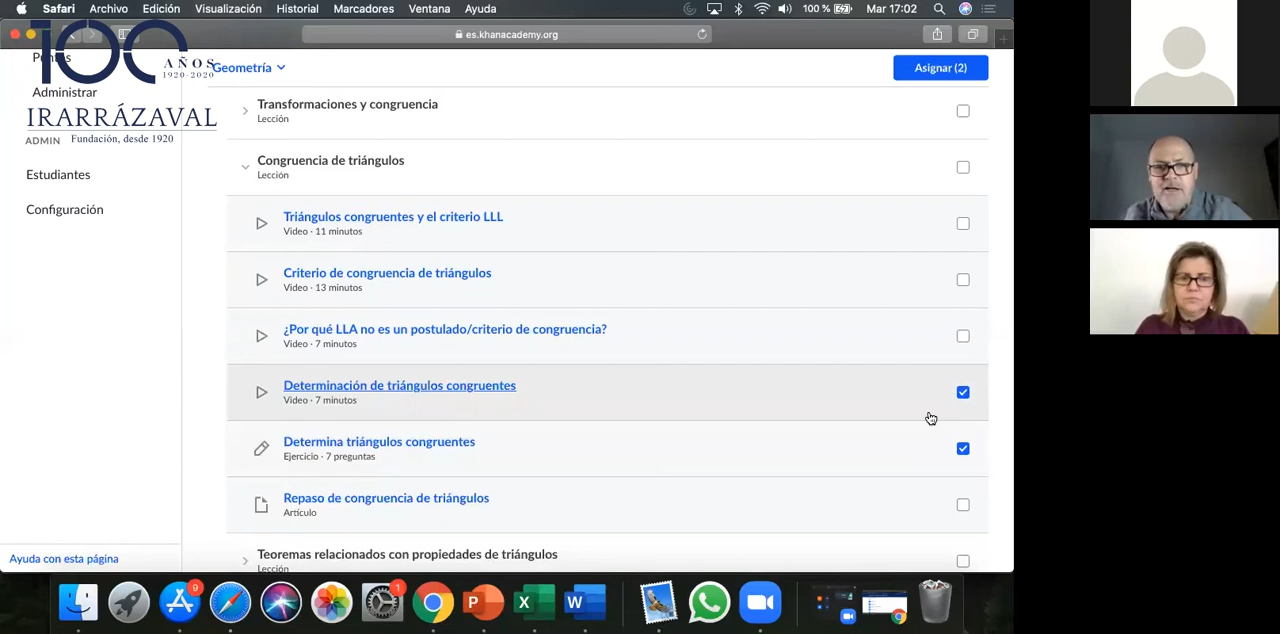 Safari Archivo Edición Visualización Historial Marcadores Ventana Ayuda 100 % Mar 17:02
es.khanacademy.org
100 AÑOS
1920-2020
IRARRÁZAVAL
Fundación, desde 1920
Administrar
ADMIN
Estudiantes
Configuración
Ayuda con esta página
Geometría
Asignar (2)
Transformaciones y congruencia
Lección
Congruencia de triángulos
Lección
Triángulos congruentes y el criterio LLL
Video · 11 minutos
Criterio de congruencia de triángulos
Video · 13 minutos
¿Por qué LLA no es un postulado/criterio de congruencia?
Video · 7 minutos
Determinación de triángulos congruentes
Video · 7 minutos
Determina triángulos congruentes
Ejercicio · 7 preguntas
Repaso de congruencia de triángulos
Artículo
Teoremas relacionados con propiedades de triángulos
Lección
9
1
P
X
W